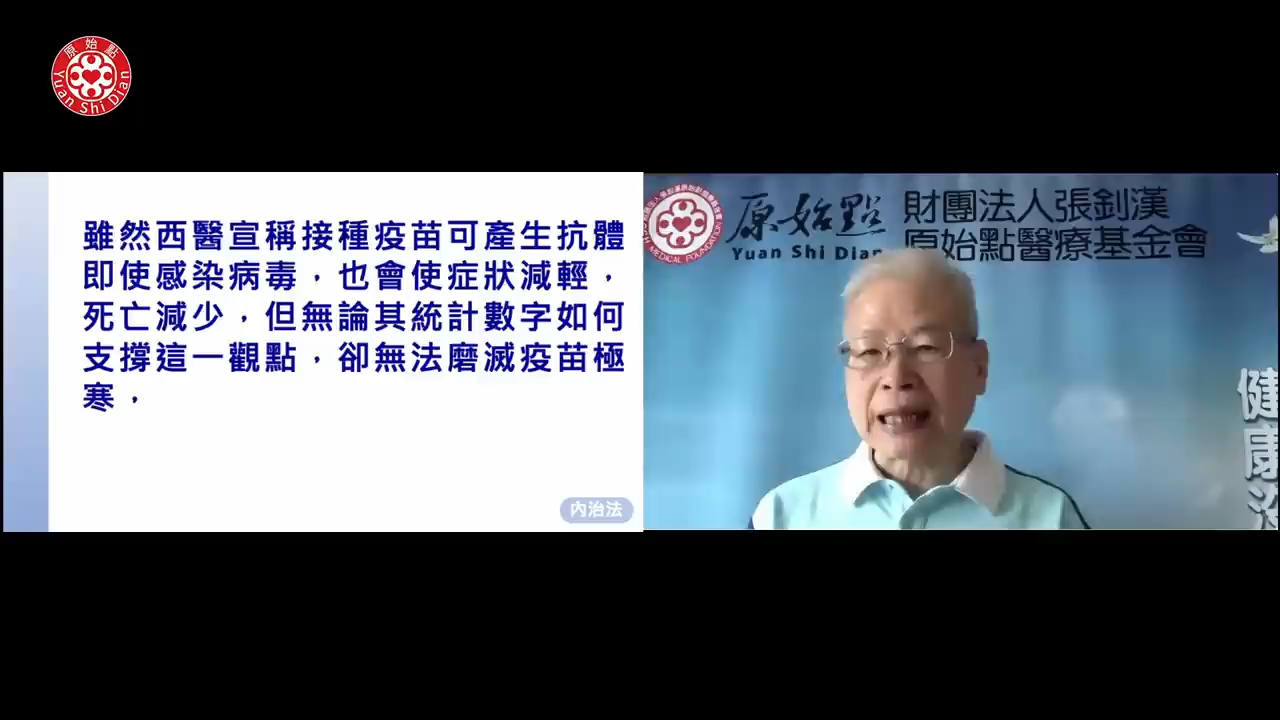 原始點
Yuan Shi Dian
雖然西醫宣稱接種疫苗可產生抗體
即使感染病毒，也會使症狀減輕，
死亡減少，但無論其統計數字如何
支撐這一觀點，卻無法磨滅疫苗極
寒，
內治法
原始點
Yuan Shi Dian
財團法人張釗漢
原始點醫療基金會
MEDICAL FOUNDATION
健康